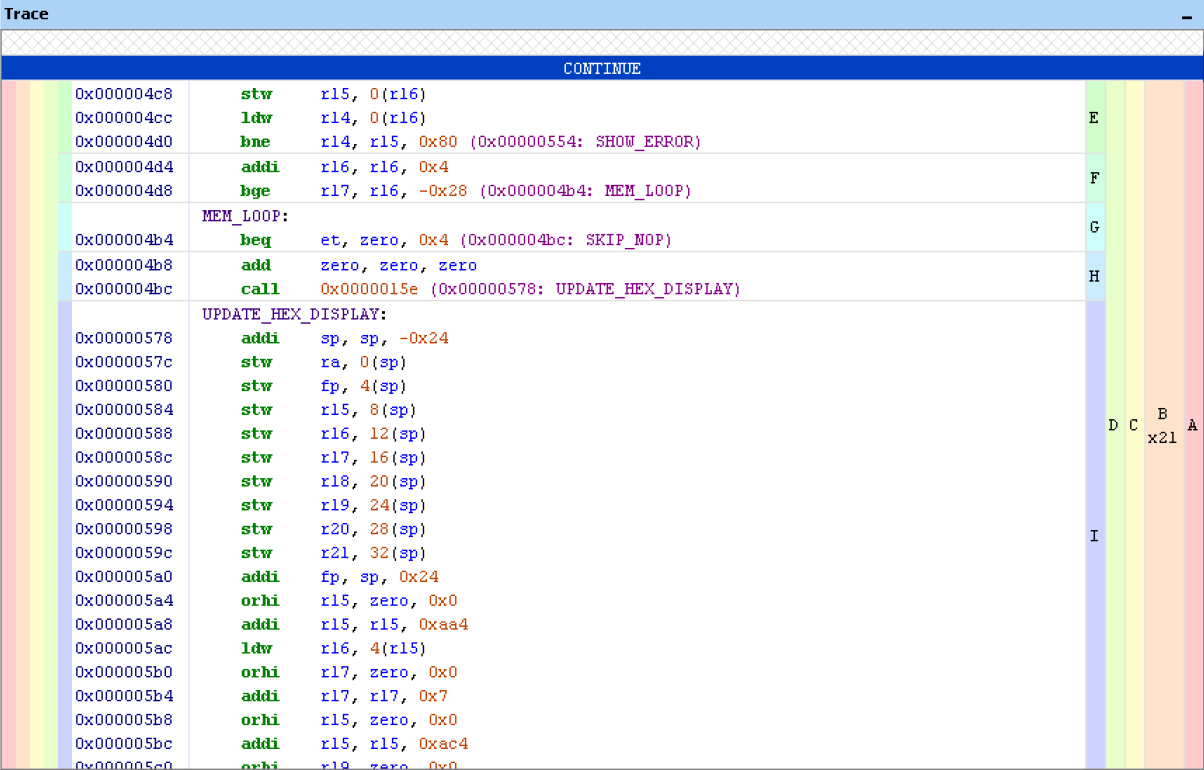 Trace
CONTINUE
0x000004c8 stw r15, 0(r16)
0x000004cc ldw r14, 0(r16) E
0x000004d0 bne r14, r15, 0x80 (0x00000554: SHOW_ERROR)
0x000004d4 addi r16, r16, 0x4
0x000004d8 bge r17, r16, -0x28 (0x000004b4: MEM_LOOP) F
MEM_LOOP: G
0x000004b4 beq et, zero, 0x4 (0x000004bc: SKIP_NOP)
0x000004b8 add zero, zero, zero H
0x000004bc call 0x0000015e (0x00000578: UPDATE_HEX_DISPLAY)
UPDATE_HEX_DISPLAY:
0x00000578 addi sp, sp, -0x24
0x0000057c stw ra, 0(sp)
0x00000580 stw fp, 4(sp)
0x00000584 stw r15, 8(sp) D C B x21 A
0x00000588 stw r16, 12(sp)
0x0000058c stw r17, 16(sp)
0x00000590 stw r18, 20(sp)
0x00000594 stw r19, 24(sp)
0x00000598 stw r20, 28(sp) I
0x0000059c stw r21, 32(sp)
0x000005a0 addi fp, sp, 0x24
0x000005a4 orhi r15, zero, 0x0
0x000005a8 addi r15, r15, 0xaa4
0x000005ac ldw r16, 4(r15)
0x000005b0 orhi r17, zero, 0x0
0x000005b4 addi r17, r17, 0x7
0x000005b8 orhi r15, zero, 0x0
0x000005bc addi r15, r15, 0xac4
0x000005c0 orhi r19, zero, 0x0